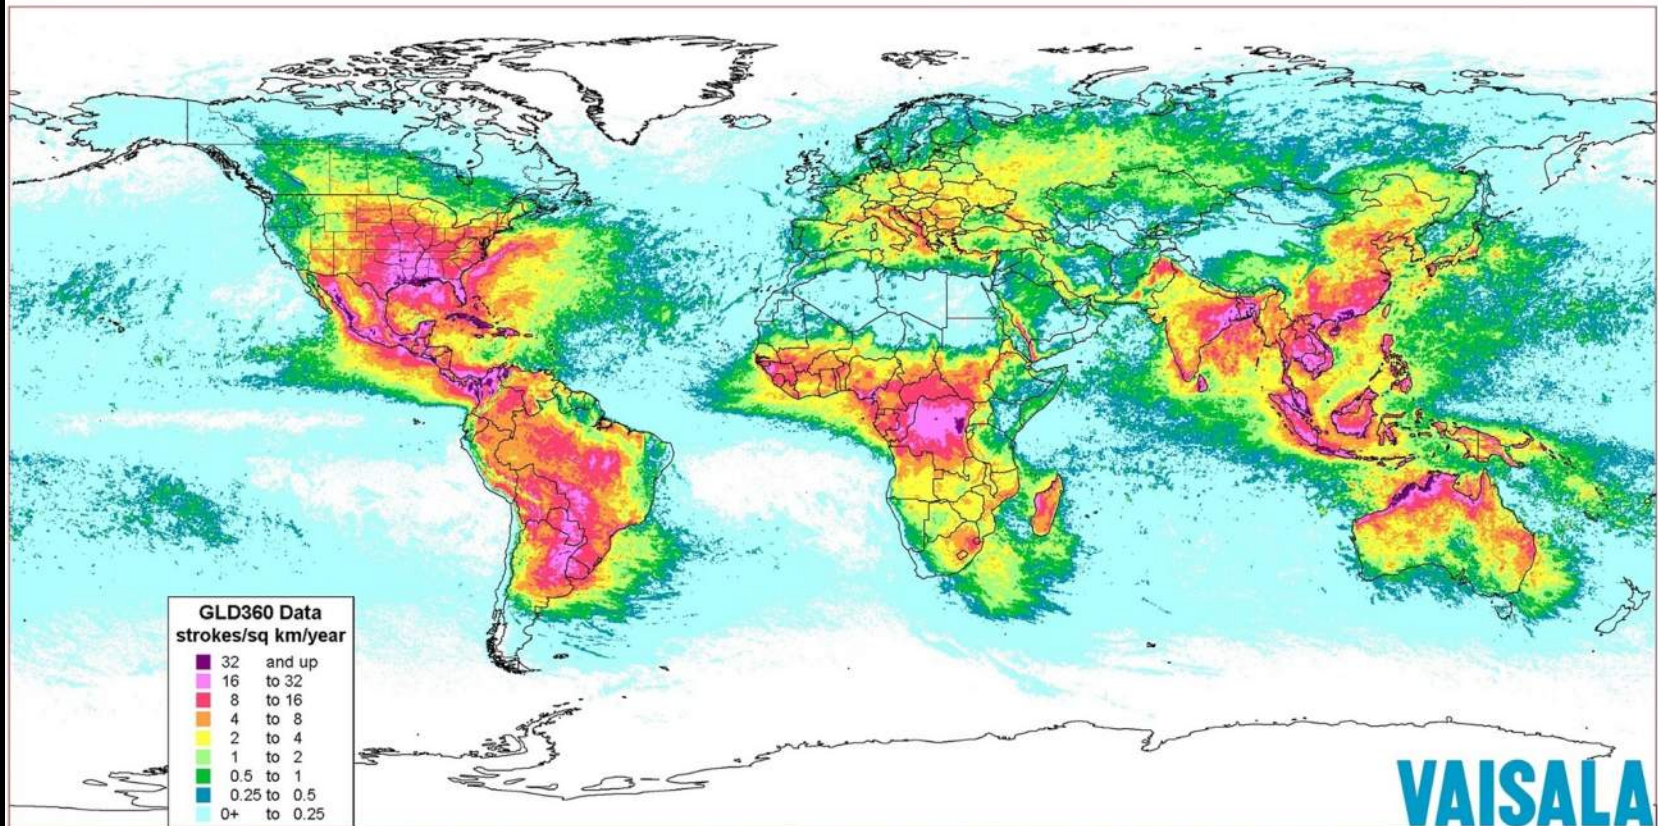 GLD360 Data
strokes/sq km/year
32 and up
16 to 32
8 to 16
4 to 8
2 to 4
1 to 2
0.5 to 1
0.25 to 0.5
0+ to 0.25
VAISALA